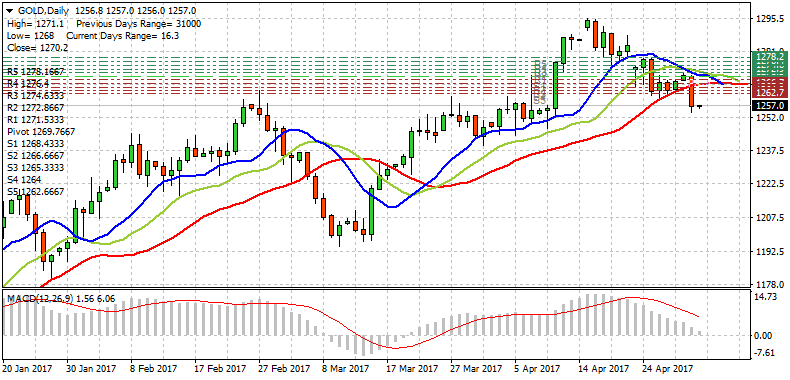 GOLD,Daily 1256.8 1257.0 1256.0 1257.0
High= 1271.1 Previous Days Range= 31000
Low= 1268 Current Days Range= 16.3
Close= 1270.2
R5 1278.1667
R4 1276.4
R3 1274.6333
R2 1272.8667
R1 1271.5333
Pivot 1269.7667
S1 1268.4333
S2 1266.6667
S3 1265.3333
S4 1264
S5 1262.6667
1295.5
1281.0
1278.2
1262.7
1257.0
1252.0
1237.5
1222.5
1207.5
1192.5
1178.0
MACD(12,26,9) 1.56 6.06
14.73
0.00
-7.61
20 Jan 2017 30 Jan 2017 8 Feb 2017 17 Feb 2017 27 Feb 2017 8 Mar 2017 17 Mar 2017 27 Mar 2017 5 Apr 2017 14 Apr 2017 24 Apr 2017